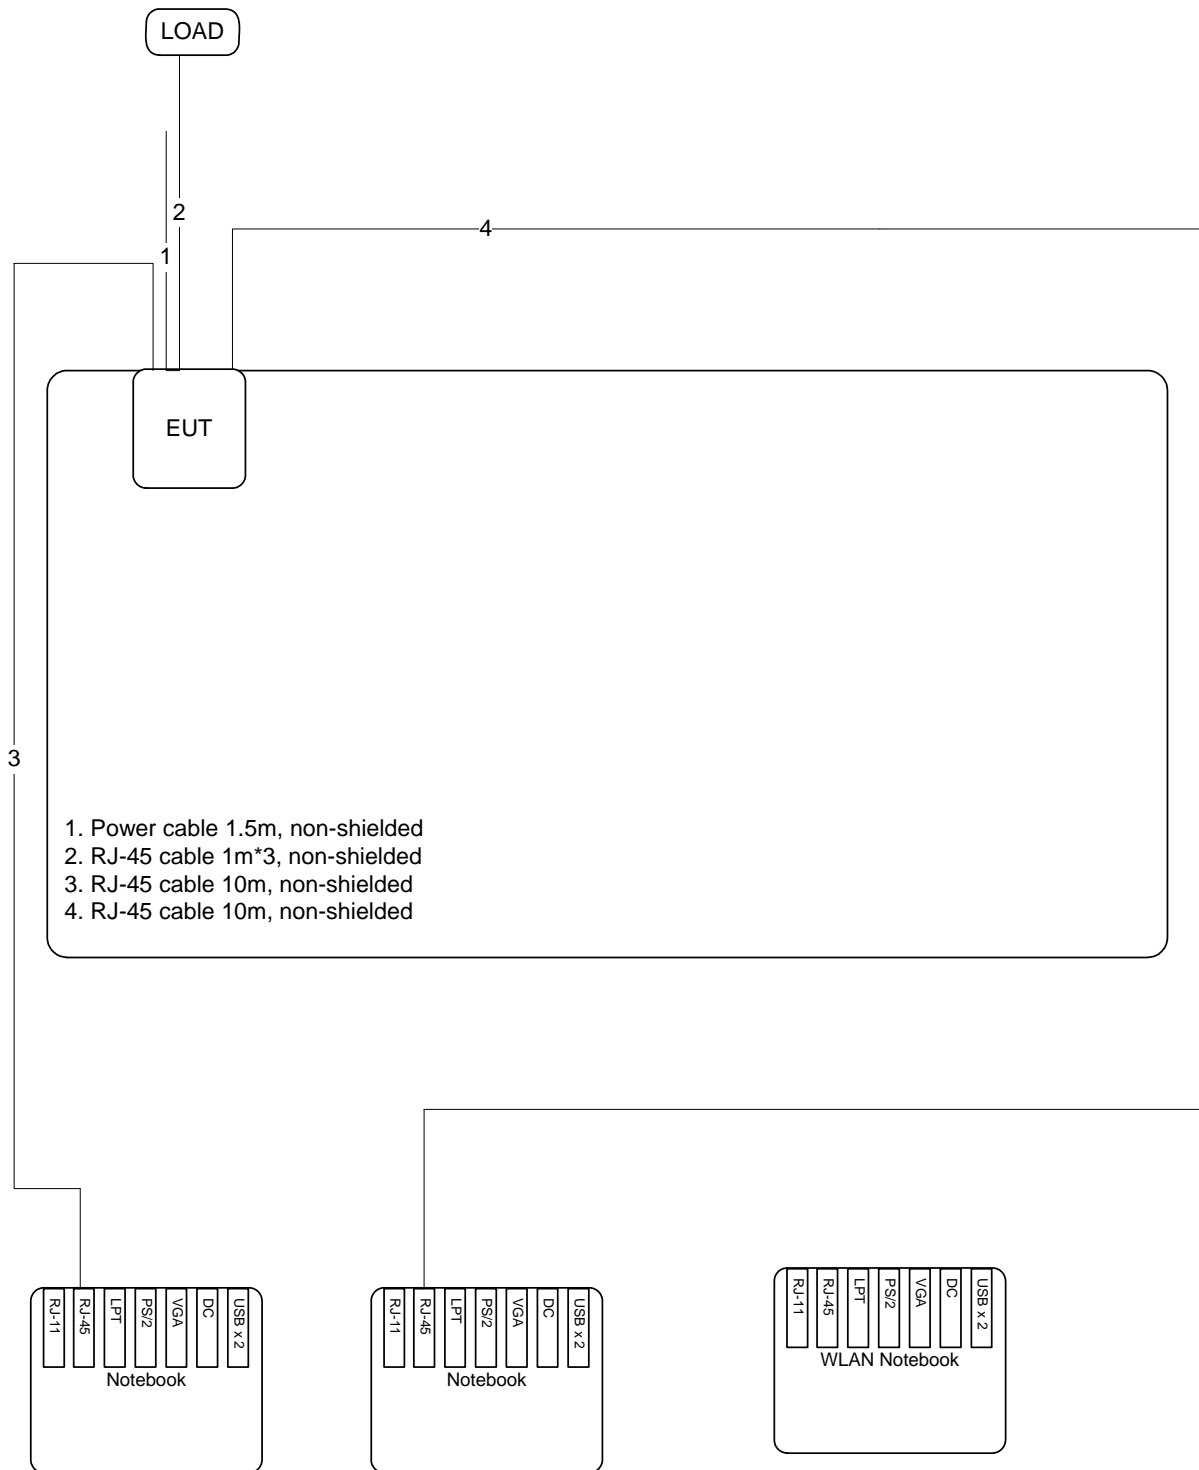 LOAD
2
4
1
EUT
3
1. Power cable 1.5m, non-shielded
2. RJ-45 cable 1m*3, non-shielded
3. RJ-45 cable 10m, non-shielded
4. RJ-45 cable 10m, non-shielded
RJ-11
RJ-45
LPT
PS/2
VGA
DC
USB x 2
Notebook
RJ-11
RJ-45
LPT
PS/2
VGA
DC
USB x 2
Notebook
RJ-11
RJ-45
LPT
PS/2
VGA
DC
USB x 2
WLAN Notebook